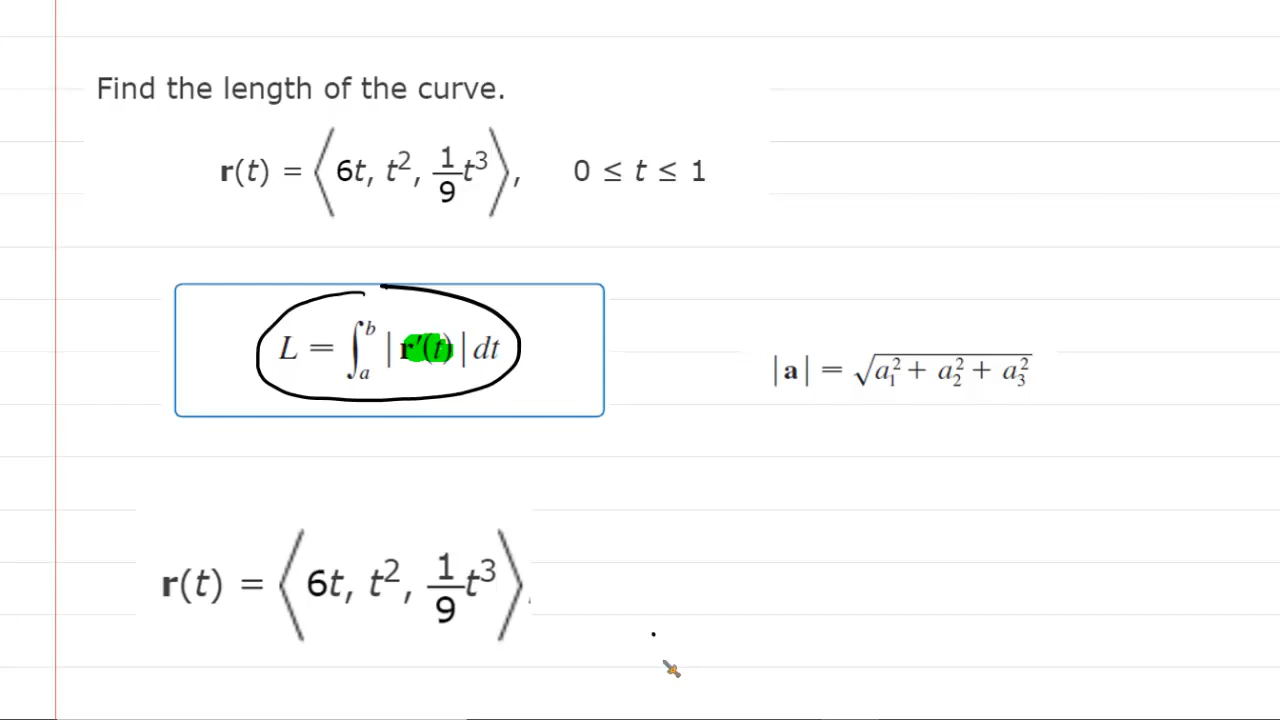 Find the length of the curve.
r(t) = ⟨6t, t², 1/9 t³⟩, 0 ≤ t ≤ 1
L = ∫ₐᵇ | r′(t) | dt
|a| = √(a₁² + a₂² + a₃²)
r(t) = ⟨6t, t², 1/9 t³⟩,